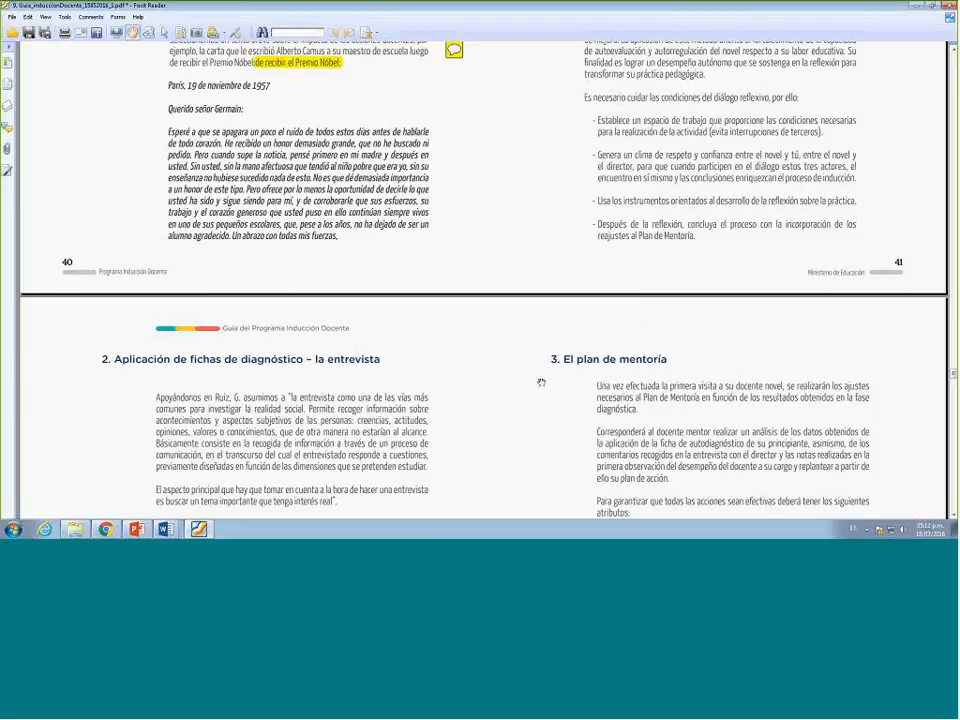 9. Guia_induccionDocente_15052016_1.pdf * - Foxit Reader
File Edit View Tools Comments Forms Help
ejemplo, la carta que le escribió Alberto Camus a su maestro de escuela luego
de recibir el Premio Nóbel:de recibir el Premio Nóbel:
París, 19 de noviembre de 1957
Querido señor Germain:
Esperé a que se apagara un poco el ruido de todos estos días antes de hablarle
de todo corazón. He recibido un honor demasiado grande, que no he buscado ni
pedido. Pero cuando supe la noticia, pensé primero en mi madre y después en
usted. Sin usted, sin la mano afectuosa que tendió al niño pobre que era yo, sin su
enseñanza no hubiese sucedido nada de esto. No es que dé demasiada importancia
a un honor de este tipo. Pero ofrece por lo menos la oportunidad de decirle lo que
usted ha sido y sigue siendo para mí, y de corroborarle que sus esfuerzos, su
trabajo y el corazón generoso que usted puso en ello continúan siempre vivos
en uno de sus pequeños escolares, que, pese a los años, no ha dejado de ser un
alumno agradecido. Un abrazo con todas mis fuerzas,
40
Programa Inducción Docente
de autoevaluación y autorregulación del novel respecto a su labor educativa. Su
finalidad es lograr un desempeño autónomo que se sostenga en la reflexión para
transformar su práctica pedagógica.
Es necesario cuidar las condiciones del diálogo reflexivo, por ello:
- Establece un espacio de trabajo que proporcione las condiciones necesarias
para la realización de la actividad (evita interrupciones de terceros).
- Genera un clima de respeto y confianza entre el novel y tú, entre el novel y
el director, para que cuando participen en el diálogo estos tres actores, el
encuentro en sí mismo y las conclusiones enriquezcan el proceso de inducción.
- Usa los instrumentos orientados al desarrollo de la reflexión sobre la práctica.
- Después de la reflexión, concluya el proceso con la incorporación de los
reajustes al Plan de Mentoría.
41
Ministerio de Educación
Guía del Programa Inducción Docente
2. Aplicación de fichas de diagnóstico – la entrevista
Apoyándonos en Ruiz, G. asumimos a "la entrevista como una de las vías más
comunes para investigar la realidad social. Permite recoger información sobre
acontecimientos y aspectos subjetivos de las personas: creencias, actitudes,
opiniones, valores o conocimientos, que de otra manera no estarían al alcance.
Básicamente consiste en la recogida de información a través de un proceso de
comunicación, en el transcurso del cual el entrevistado responde a cuestiones,
previamente diseñadas en función de las dimensiones que se pretenden estudiar.
El aspecto principal que hay que tomar en cuenta a la hora de hacer una entrevista
es buscar un tema importante que tenga interés real".
3. El plan de mentoría
Una vez efectuada la primera visita a su docente novel, se realizarán los ajustes
necesarios al Plan de Mentoría en función de los resultados obtenidos en la fase
diagnóstica.
Corresponderá al docente mentor realizar un análisis de los datos obtenidos de
la aplicación de la ficha de autodiagnóstico de su principiante, asimismo, de los
comentarios recogidos en la entrevista con el director y las notas realizadas en la
primera observación del desempeño del docente a su cargo y replantear a partir de
ello su plan de acción.
Para garantizar que todas las acciones sean efectivas deberá tener los siguientes
atributos:
ES
05:12 p.m.
18/03/2016